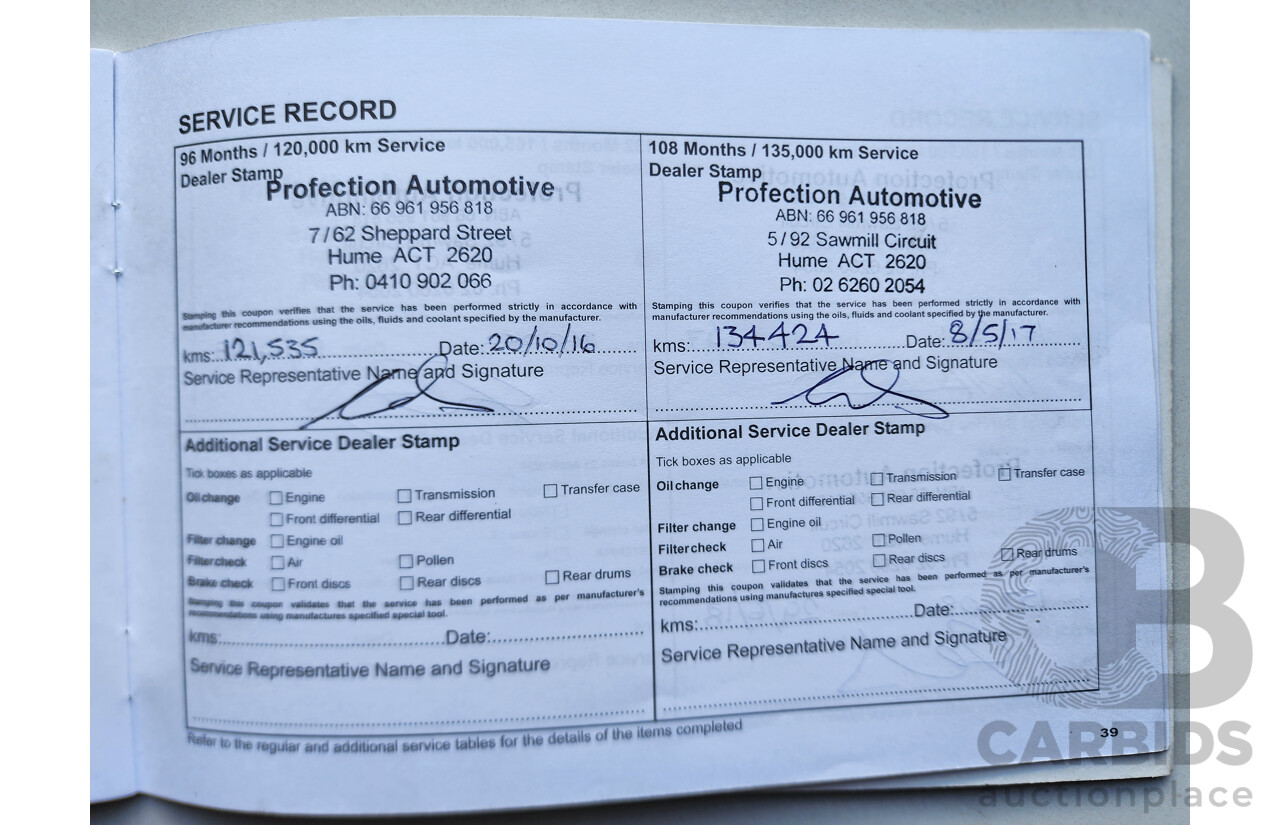 SERVICE RECORD
96 Months / 120,000 km Service
Dealer Stamp
Profection Automotive
ABN: 66 961 956 818
7/62 Sheppard Street
Hume ACT 2620
Ph: 0410 902 066
Stamping this coupon verifies that the service has been performed strictly in accordance with
manufacturer recommendations using the oils, fluids and coolant specified by the manufacturer.
kms: 121,535 Date: 20/10/16
Service Representative Name and Signature
Additional Service Dealer Stamp
Tick boxes as applicable
Oil change Engine Transmission Transfer case
Front differential Rear differential
Filter change Engine oil
Filter check Air Pollen
Brake check Front discs Rear discs Rear drums
Stamping this coupon validates that the service has been performed as per manufacturer's
recommendations using manufactures specified special tool.
kms: Date:
Service Representative Name and Signature
108 Months / 135,000 km Service
Dealer Stamp
Profection Automotive
ABN: 66 961 956 818
5/92 Sawmill Circuit
Hume ACT 2620
Ph: 02 6260 2054
Stamping this coupon verifies that the service has been performed strictly in accordance with
manufacturer recommendations using the oils, fluids and coolant specified by the manufacturer.
kms: 134424 Date: 8/5/17
Service Representative Name and Signature
Additional Service Dealer Stamp
Tick boxes as applicable
Oil change Engine Transmission Transfer case
Front differential Rear differential
Filter change Engine oil
Filter check Air Pollen
Brake check Front discs Rear discs Rear drums
Stamping this coupon validates that the service has been performed as per manufacturer's
recommendations using manufactures specified special tool.
kms: Date:
Service Representative Name and Signature
Refer to the regular and additional service tables for the details of the items completed
39
CB
CARBIDS
auctionplace